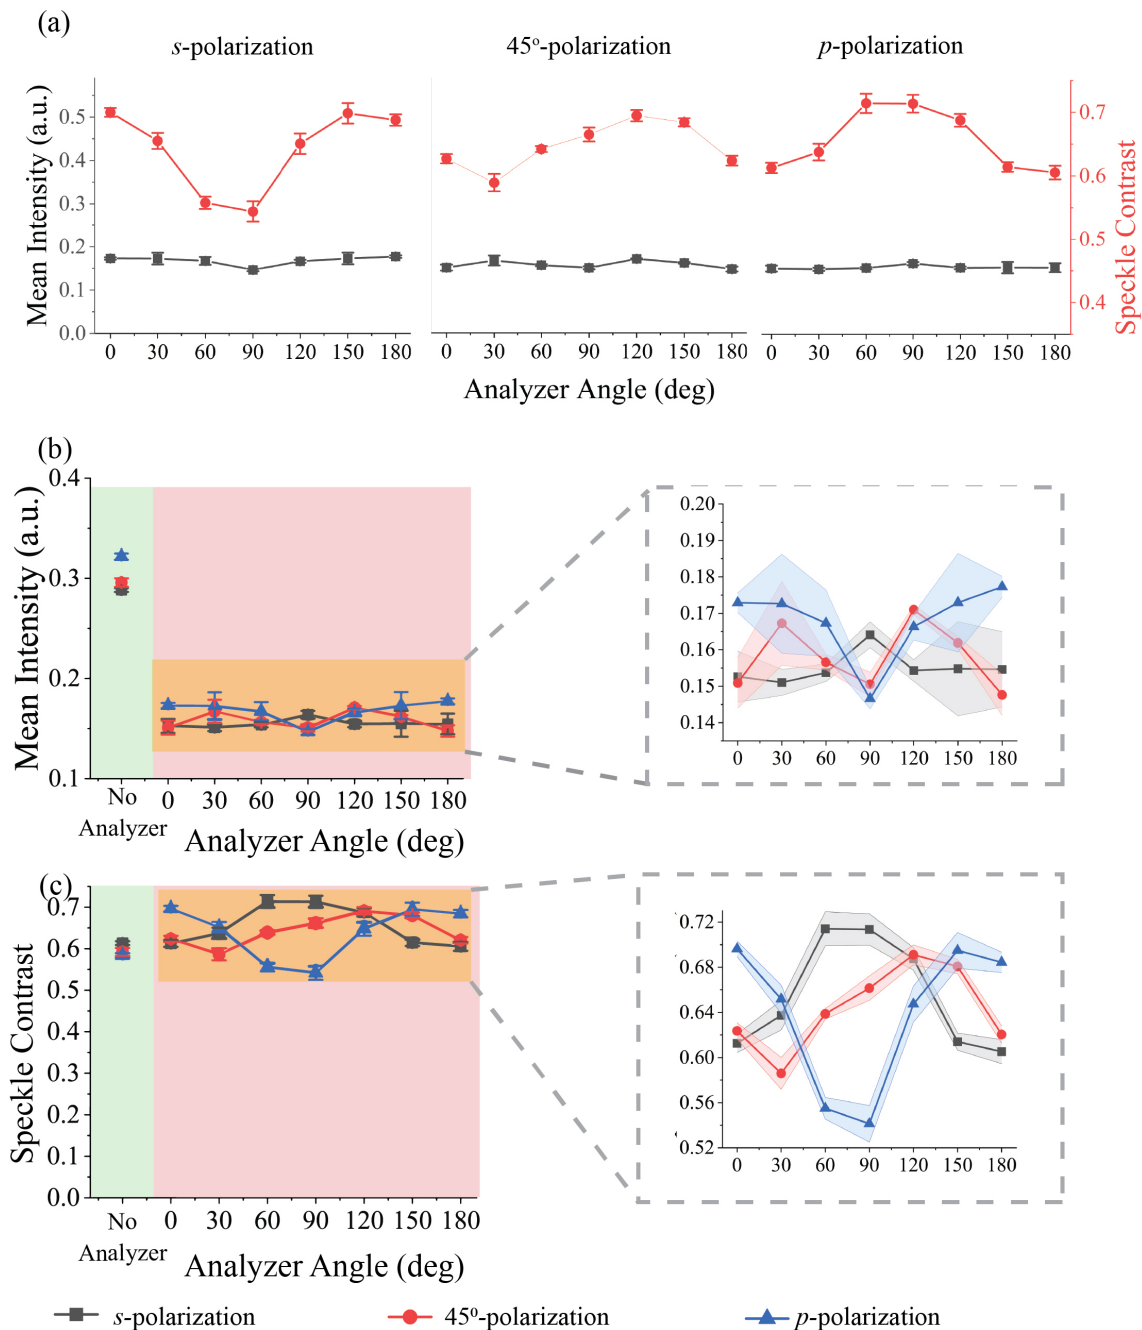 (a)
s-polarization 45°-polarization p-polarization
Mean Intensity (a.u.)
0.5
0.4
0.3
0.2
0.1
0.0
0 30 60 90 120 150 180
0 30 60 90 120 150 180
0 30 60 90 120 150 180
0.7
0.6
0.5
0.4
Speckle Contrast
Analyzer Angle (deg)
(b)
Mean Intensity (a.u.)
0.4
0.3
0.2
0.1
No
Analyzer
0 30 60 90 120 150 180
Analyzer Angle (deg)
0.20
0.19
0.18
0.17
0.16
0.15
0.14
0 30 60 90 120 150 180
(c)
Speckle Contrast
0.7
0.6
0.5
0.4
0.3
0.2
0.1
0.0
No
Analyzer
0 30 60 90 120 150 180
Analyzer Angle (deg)
0.72
0.68
0.64
0.60
0.56
0.52
0 30 60 90 120 150 180
s-polarization 45°-polarization p-polarization